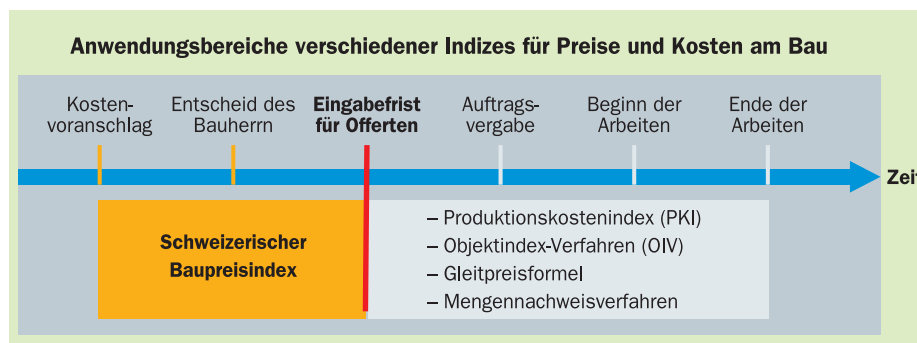 Anwendungsbereiche verschiedener Indizes für Preise und Kosten am Bau
Kosten-
voranschlag
Entscheid des
Bauherrn
Eingabefrist
für Offerten
Auftrags-
vergabe
Beginn der
Arbeiten
Ende der
Arbeiten
Zeit
Schweizerischer
Baupreisindex
– Produktionskostenindex (PKI)
– Objektindex-Verfahren (OIV)
– Gleitpreisformel
– Mengennachweisverfahren